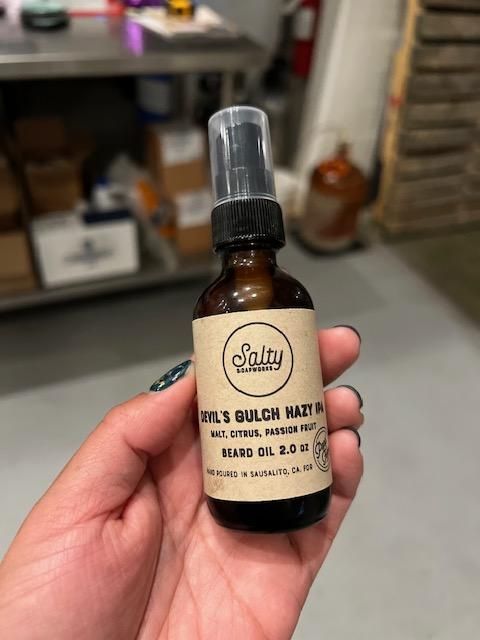 Salty
SOAPWORKS
DEVIL'S GULCH HAZY IPA
MALT, CITRUS, PASSION FRUIT
BEARD OIL 2.0 OZ
HAND POURED IN SAUSALITO, CA. FOR